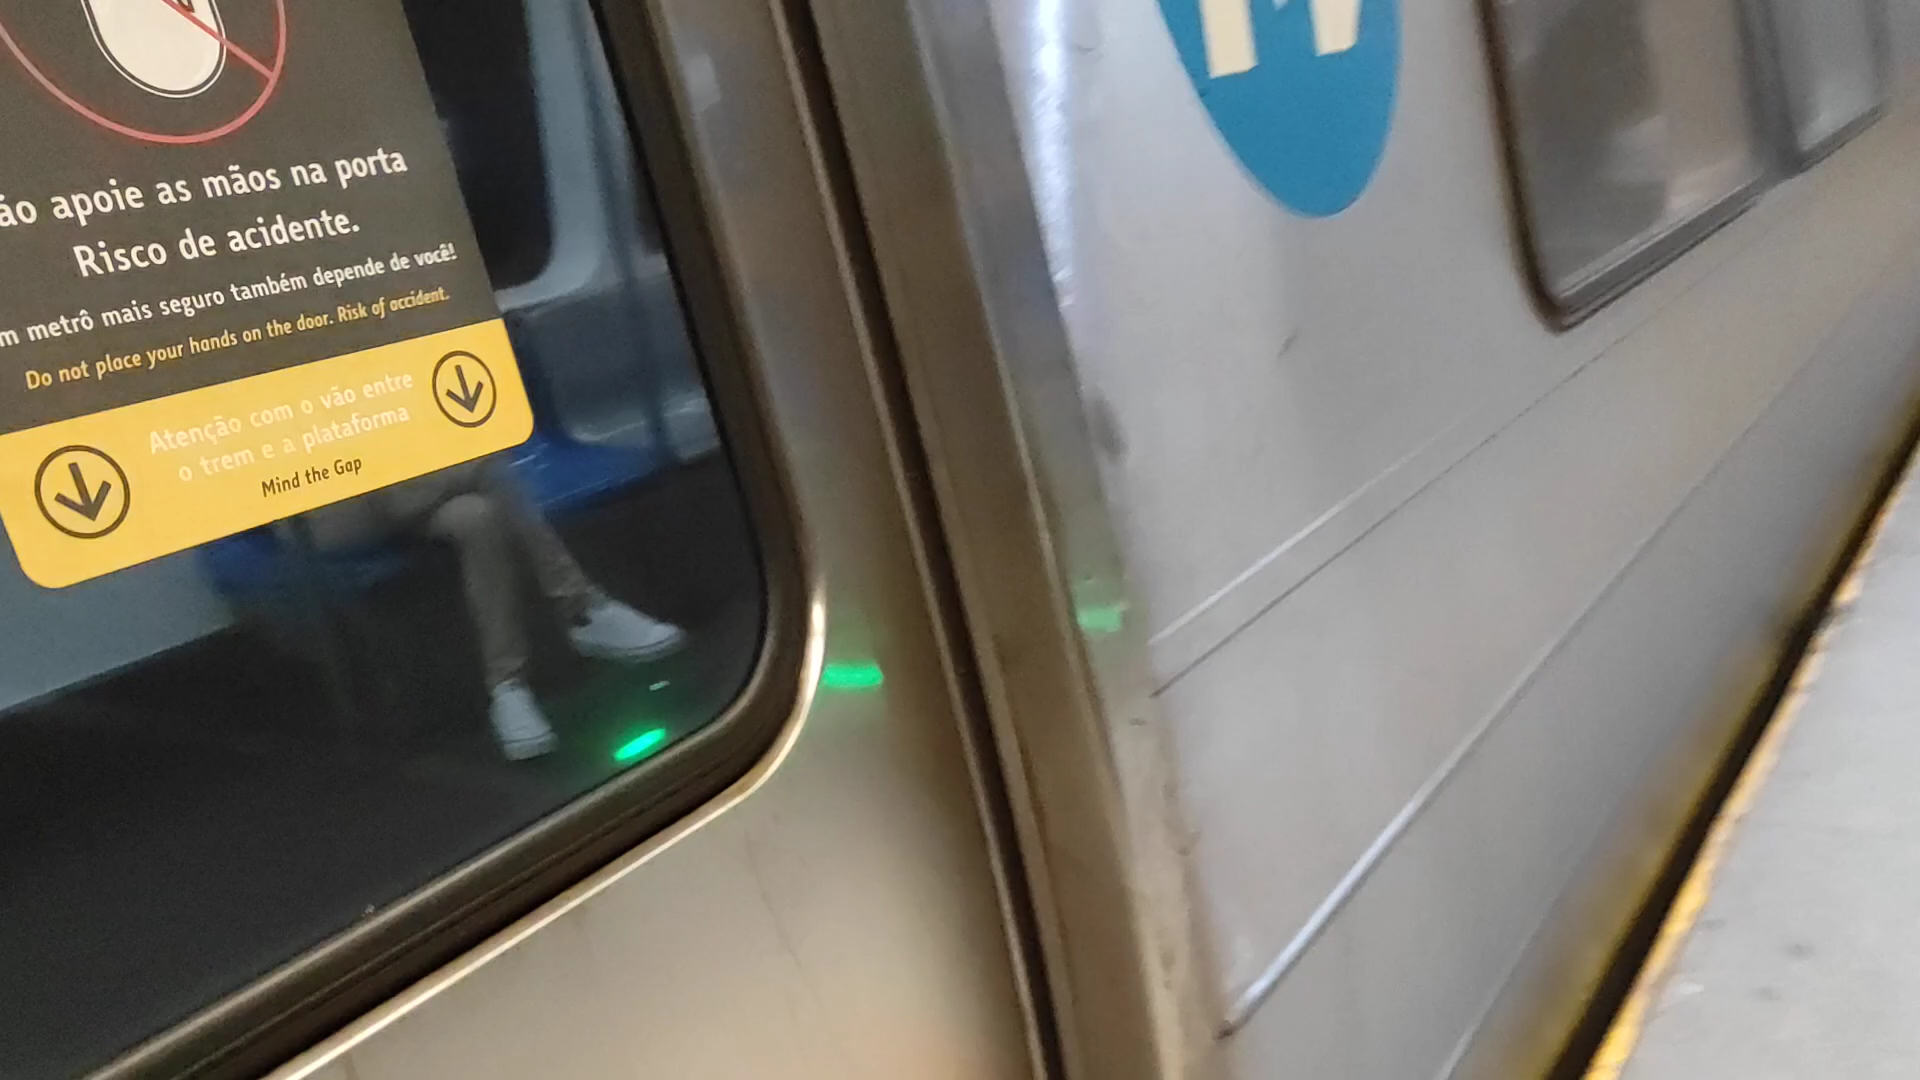 ão apoie as mãos na porta
Risco de acidente.
m metrô mais seguro também depende de você!
Do not place your hands on the door. Risk of accident.
Atenção com o vão entre
o trem e a plataforma
Mind the Gap